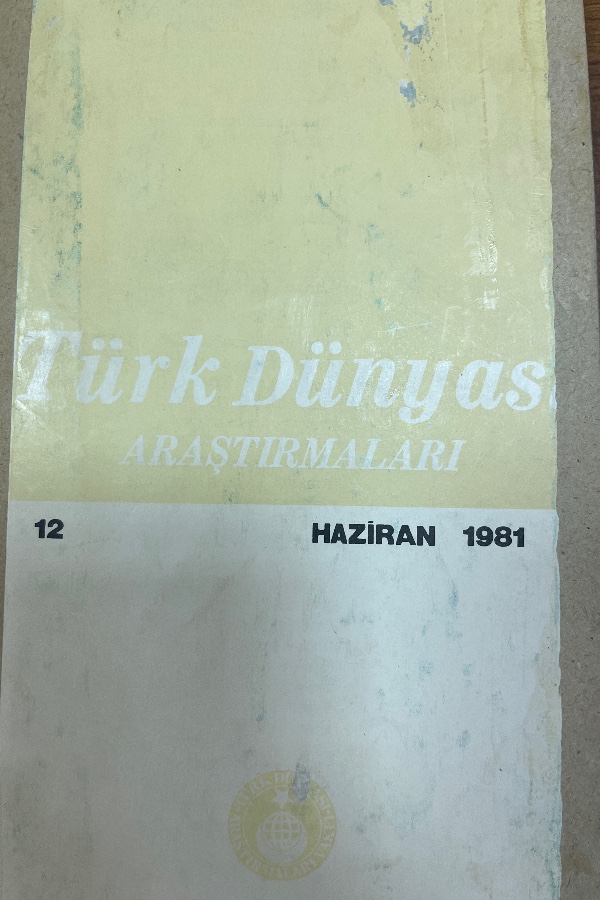 Türk Dünyas
ARAŞTIRMALARI
12 HAZİRAN 1981